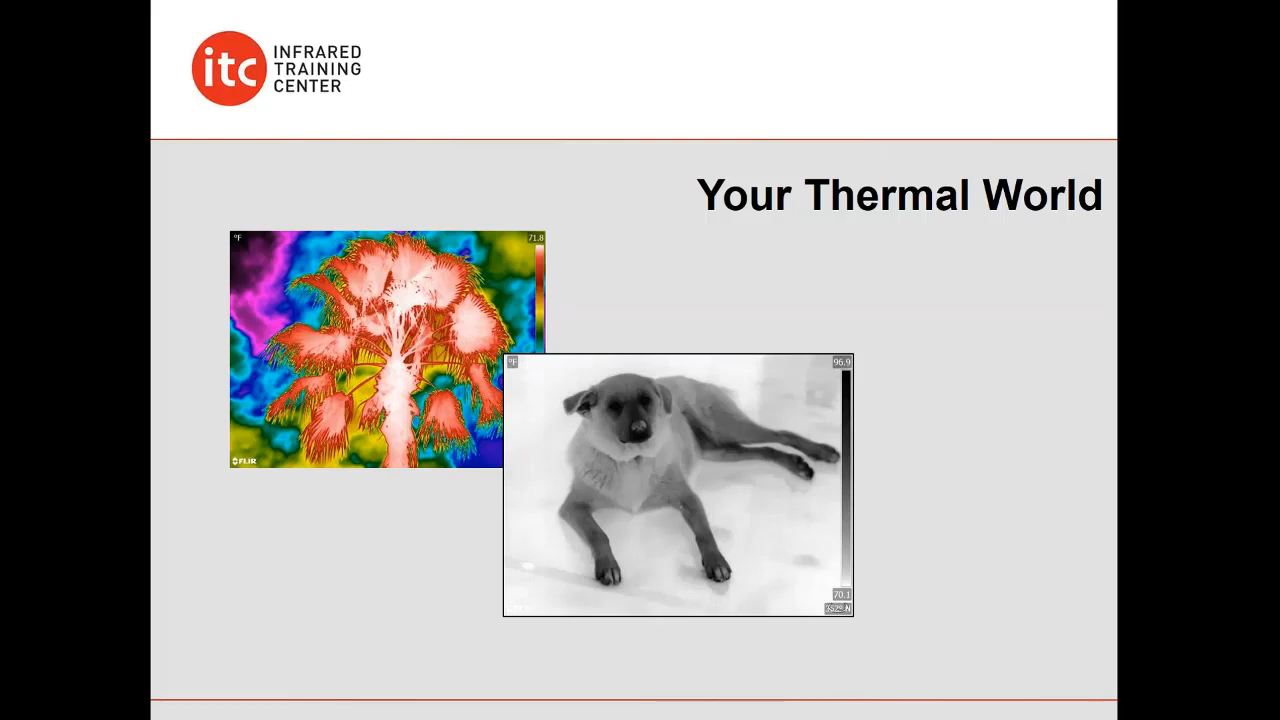 itc
INFRARED
TRAINING
CENTER
Your Thermal World
°F
71.8
FLIR
°F
96.9
70.1